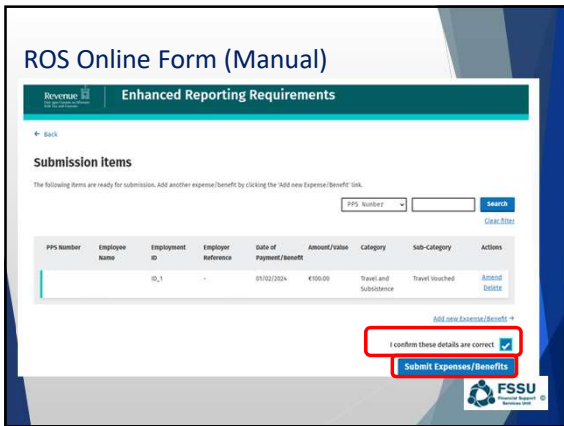 ROS Online Form (Manual)
Revenue
Enhanced Reporting Requirements
← Back
Submission items
The following items are ready for submission. Add another expense/benefit by clicking the 'Add new Expense/Benefit' link.
PPS Number
Search
Clear filter
PPS Number Employee Name Employment ID Employer Reference Date of Payment/Benefit Amount/Value Category Sub-Category Actions
ID_1 - 01/02/2024 €100.00 Travel and Subsistence Travel Vouched Amend
Delete
Add new Expense/Benefit →
I confirm these details are correct
Submit Expenses/Benefits
FSSU ©
Financial Support
Services Unit